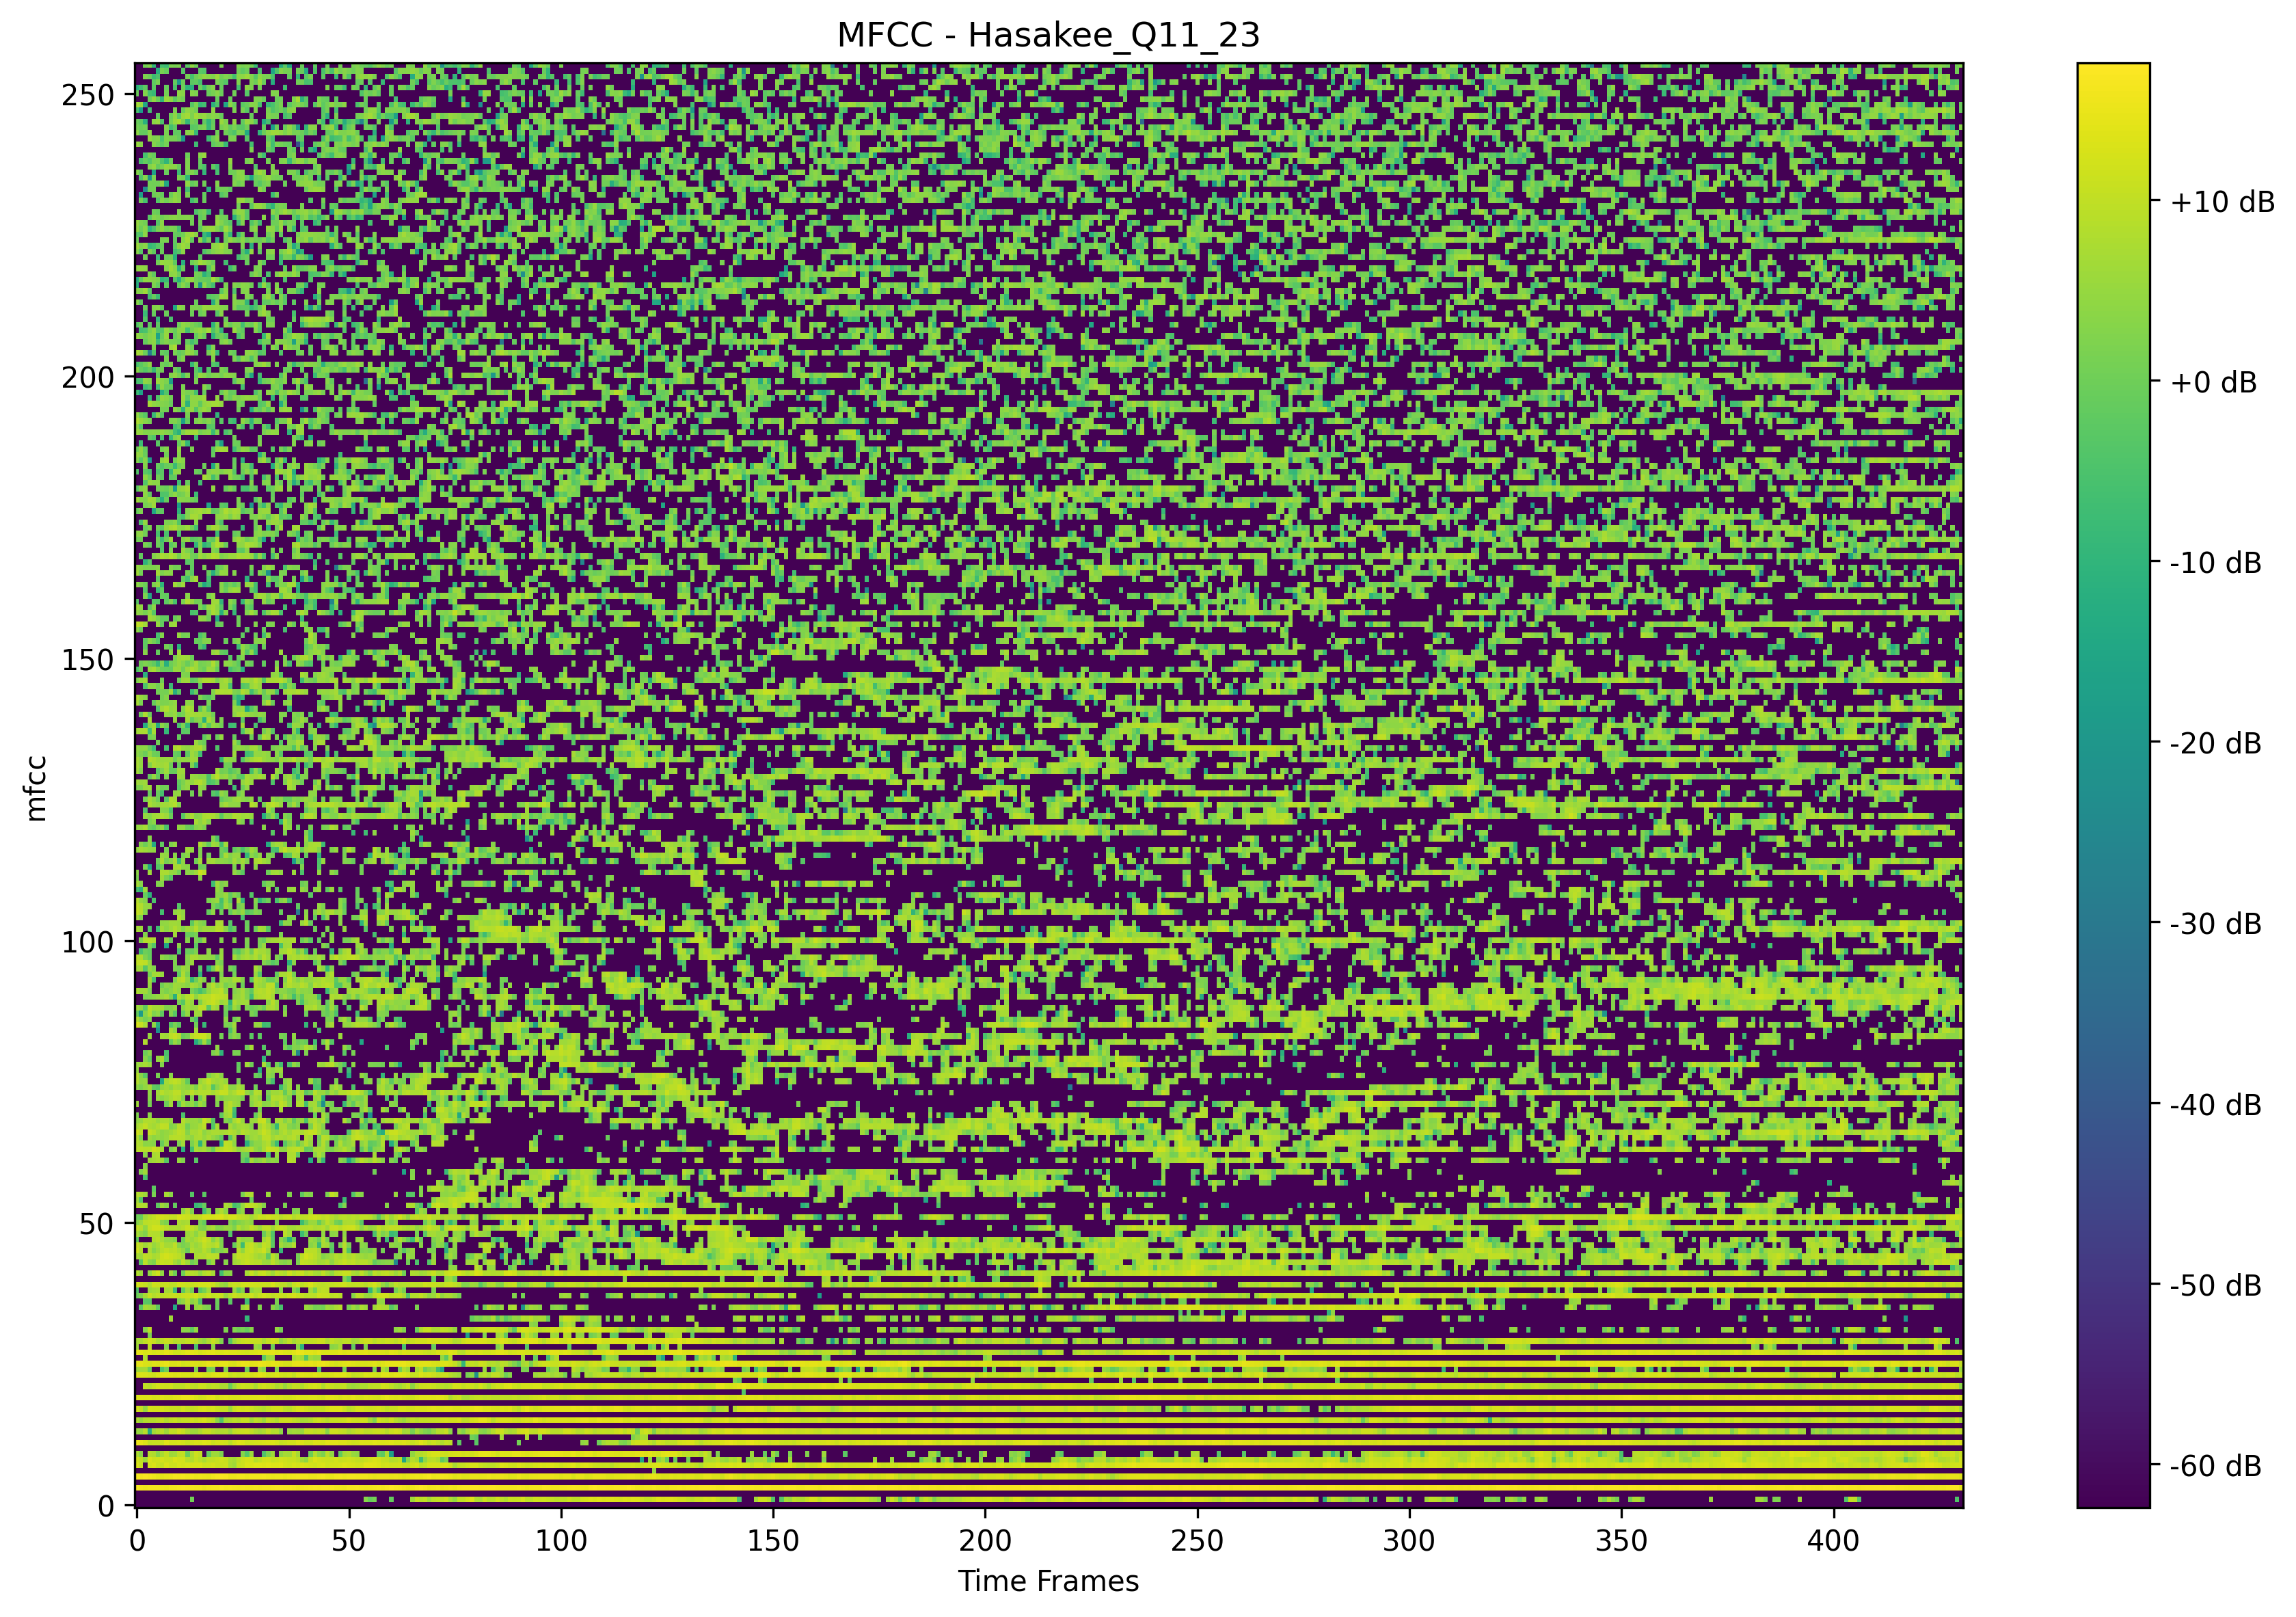 MFCC - Hasakee_Q11_23
mfcc
250
200
150
100
50
0
0 50 100 150 200 250 300 350 400
Time Frames
+10 dB
+0 dB
-10 dB
-20 dB
-30 dB
-40 dB
-50 dB
-60 dB